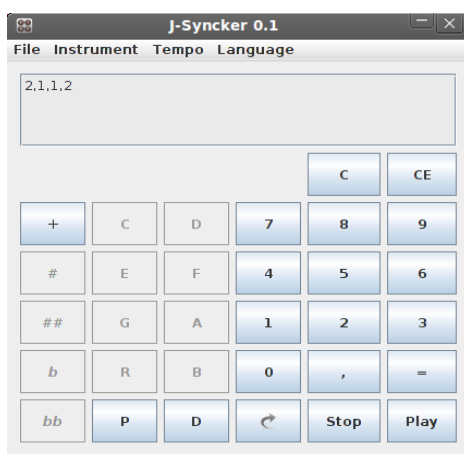 J-Syncker 0.1
File Instrument Tempo Language
2,1,1,2
C CE
+ C D 7 8 9
# E F 4 5 6
## G A 1 2 3
b R B 0 , =
bb P D Stop Play